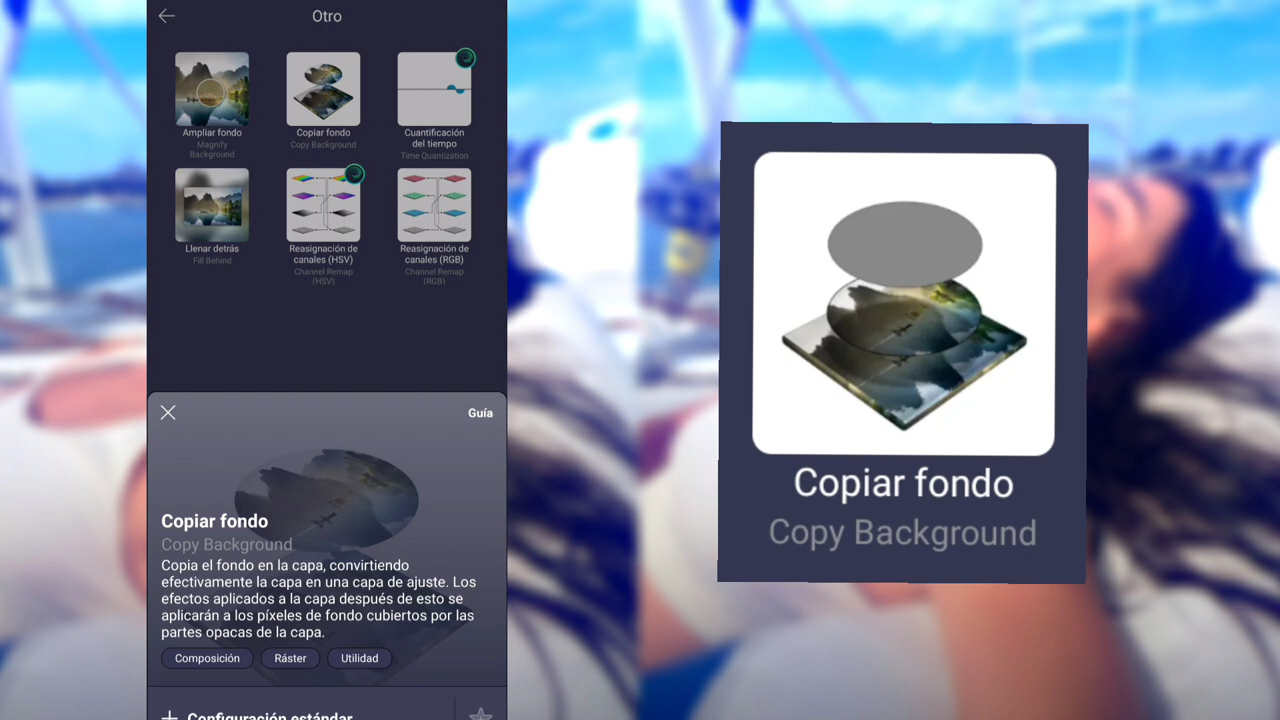 Otro
Ampliar fondo
Magnify
Background
Copiar fondo
Copy Background
Cuantificación
del tiempo
Time Quantization
Llenar detrás
Fill Behind
Reasignación de
canales (HSV)
Channel Remap
(HSV)
Reasignación de
canales (RGB)
Channel Remap
(RGB)
Guía
Copiar fondo
Copy Background
Copia el fondo en la capa, convirtiendo
efectivamente la capa en una capa de ajuste. Los
efectos aplicados a la capa después de esto se
aplicarán a los píxeles de fondo cubiertos por las
partes opacas de la capa.
Composición
Ráster
Utilidad
Configuración estándar
Copiar fondo
Copy Background